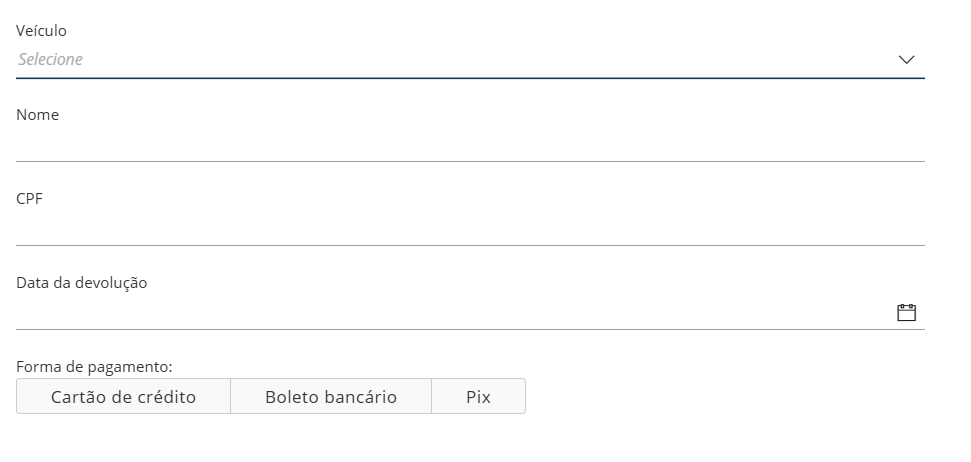 Veículo
Selecione
Nome
CPF
Data da devolução
Forma de pagamento:
Cartão de crédito Boleto bancário Pix